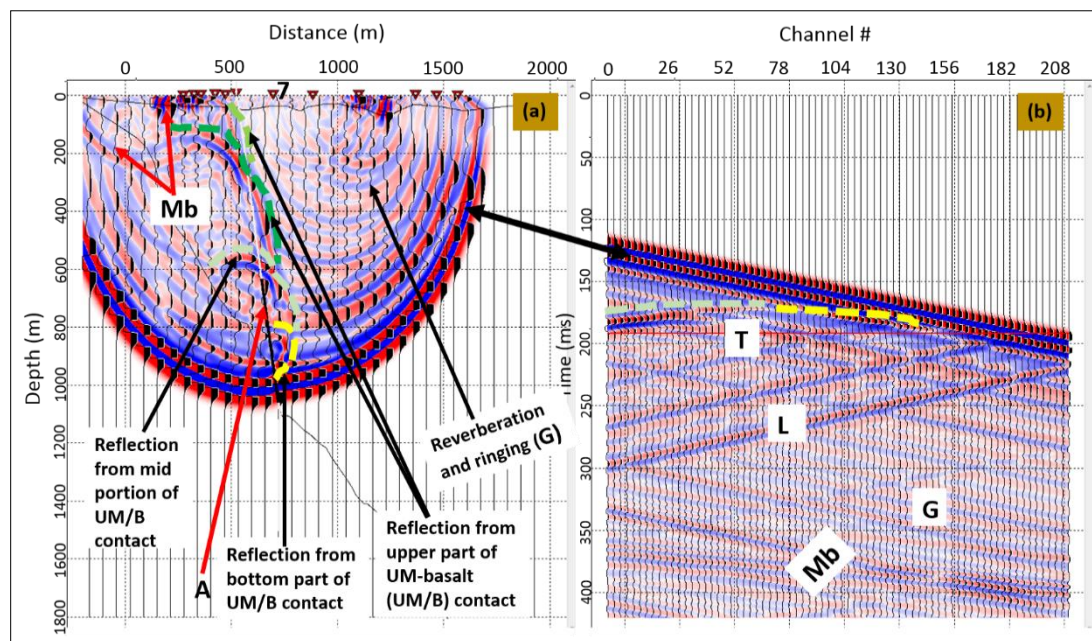 Distance (m)
0 500 1000 1500 2000
7
(a)
Depth (m)
0
200
400
600
800
1000
1200
1400
1600
1800
Mb
Reflection
from mid
portion of
UM/B
contact
A
Reflection from
bottom part of
UM/B contact
Reverberation
and ringing (G)
Reflection from
upper part of
UM-basalt
(UM/B) contact
Channel #
0 26 52 78 104 130 156 182 208
(b)
(ms)
0
50
100
150
200
250
300
350
400
T
L
G
Mb